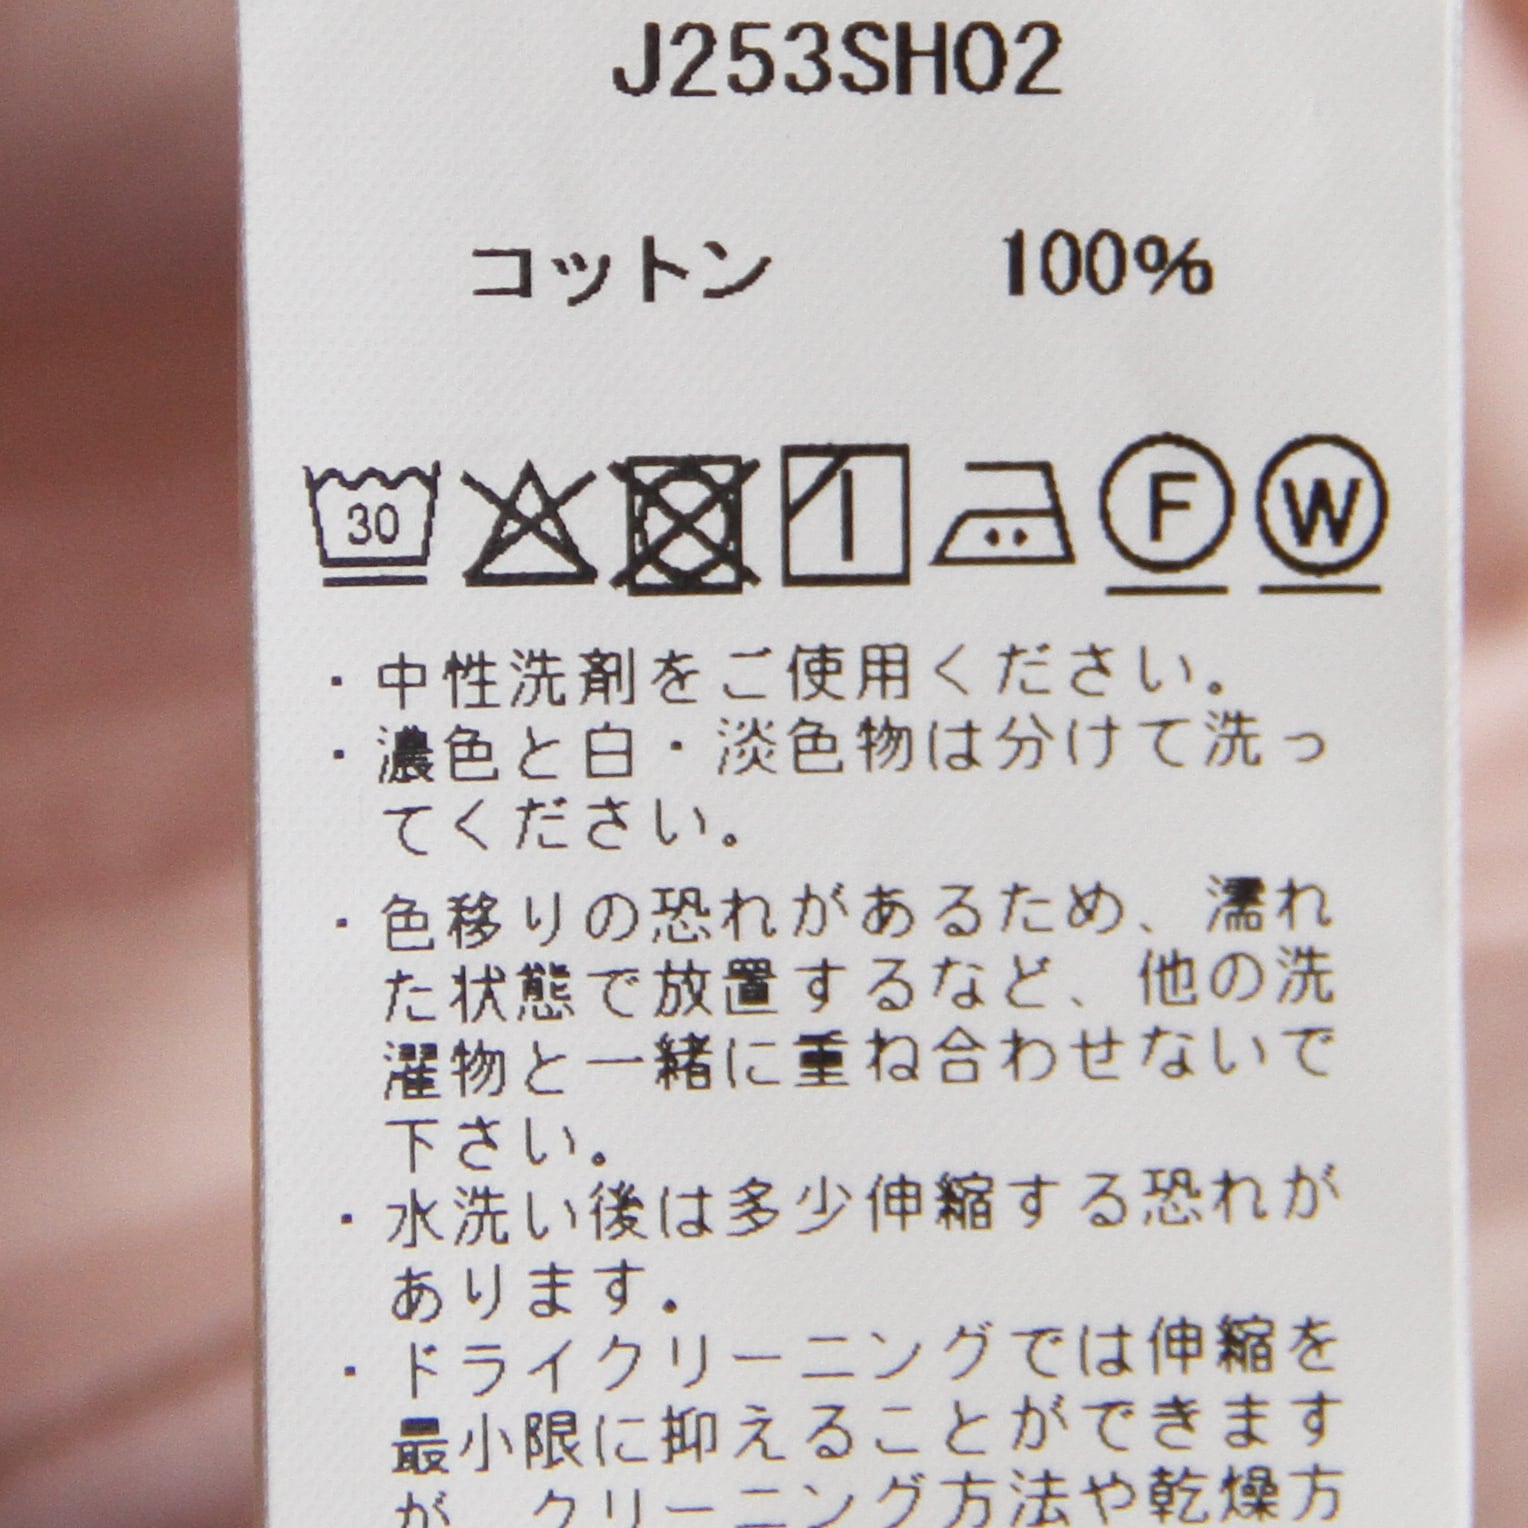 J253SH02
コットン 100%
30 F W
・中性洗剤をご使用ください。
・濃色と白・淡色物は分けて洗っ
てください。
・色移りの恐れがあるため、濡れ
た状態で放置するなど、他の洗
濯物と一緒に重ね合わせないで
下さい。
・水洗い後は多少伸縮する恐れが
あります.
・ドライクリーニングでは伸縮を
最小限に抑えることができます
が クリーニング方法や乾燥方